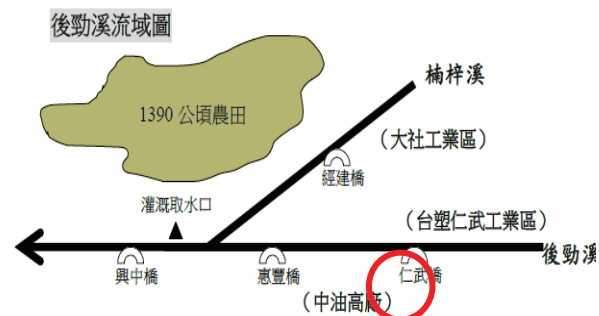 後勁溪流域圖
楠梓溪
1390 公頃農田
（大社工業區）
經建橋
灌溉取水口
（台塑仁武工業區）
後勁溪
興中橋
惠豐橋
仁武橋
（中油高廠）